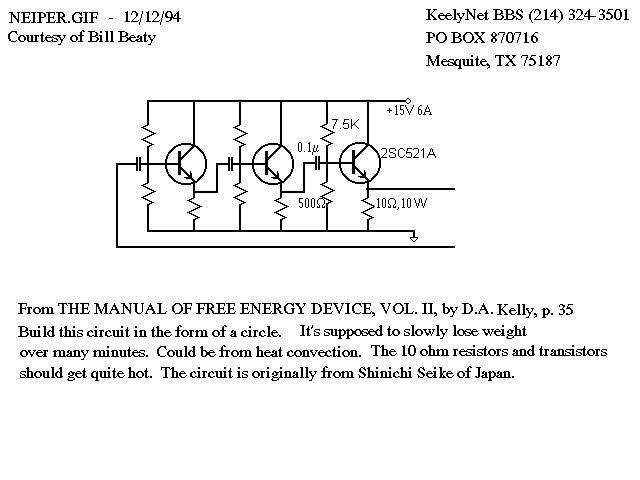 NEIPER.GIF - 12/12/94
Courtesy of Bill Beaty
KeelyNet BBS (214) 324-3501
PO BOX 870716
Mesquite, TX 75187
+15V 6A
7.5K
0.1µ
2SC521A
500Ω
10Ω,10W
From THE MANUAL OF FREE ENERGY DEVICE, VOL. II, by D.A. Kelly, p. 35
Build this circuit in the form of a circle. It's supposed to slowly lose weight
over many minutes. Could be from heat convection. The 10 ohm resistors and transistors
should get quite hot. The circuit is originally from Shinichi Seike of Japan.